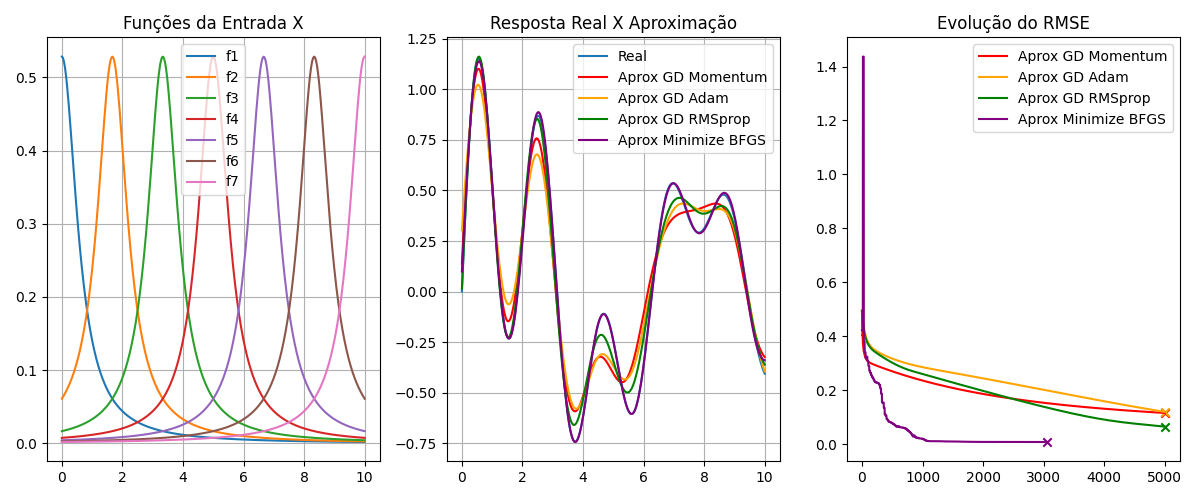 Funções da Entrada X
0.5
0.4
0.3
0.2
0.1
0.0
0 2 4 6 8 10
f1
f2
f3
f4
f5
f6
f7
Resposta Real X Aproximação
1.25
1.00
0.75
0.50
0.25
0.00
−0.25
−0.50
−0.75
0 2 4 6 8 10
Real
Aprox GD Momentum
Aprox GD Adam
Aprox GD RMSprop
Aprox Minimize BFGS
Evolução do RMSE
1.4
1.2
1.0
0.8
0.6
0.4
0.2
0.0
0 1000 2000 3000 4000 5000
Aprox GD Momentum
Aprox GD Adam
Aprox GD RMSprop
Aprox Minimize BFGS